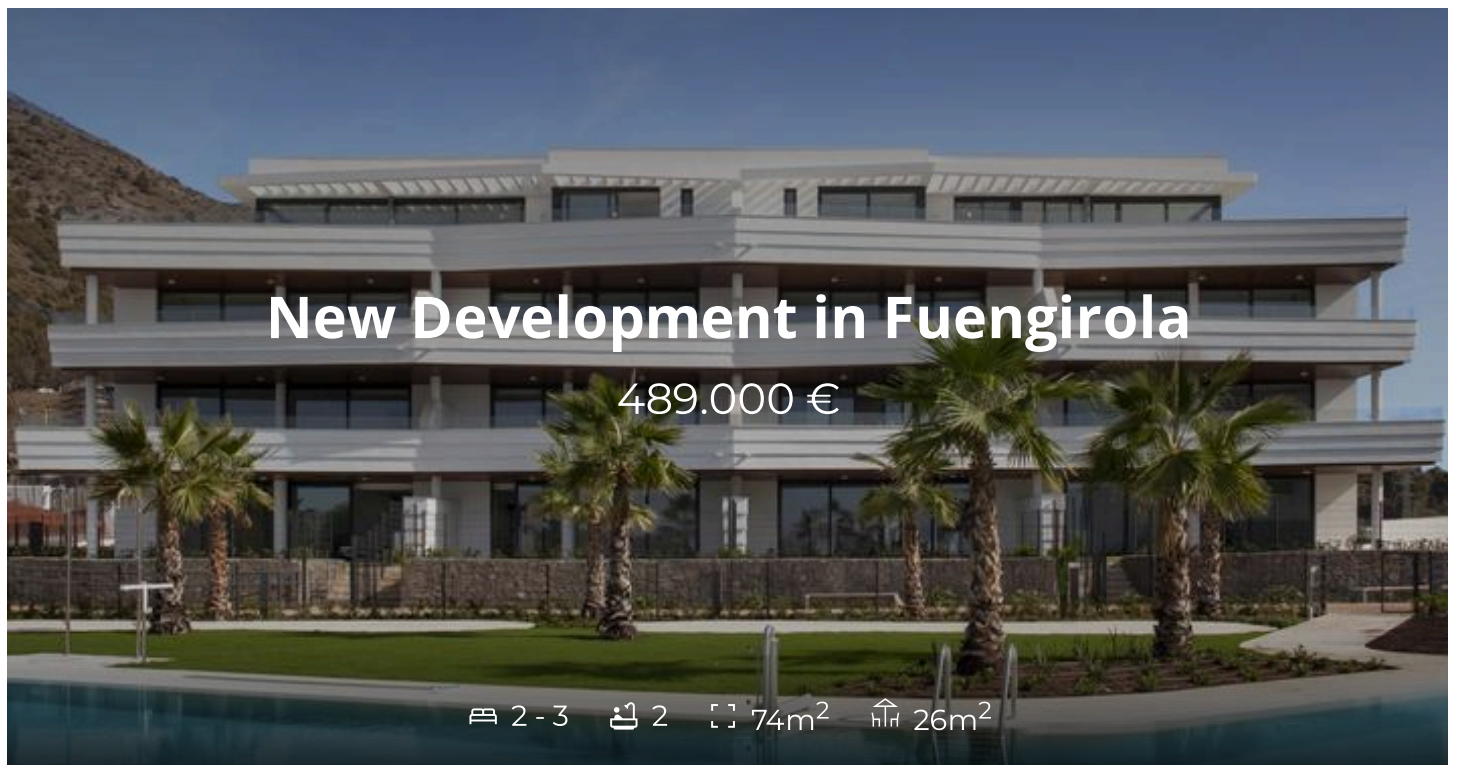 New Development in Fuengirola
489.000 €
2 - 3 2 74m² 26m²